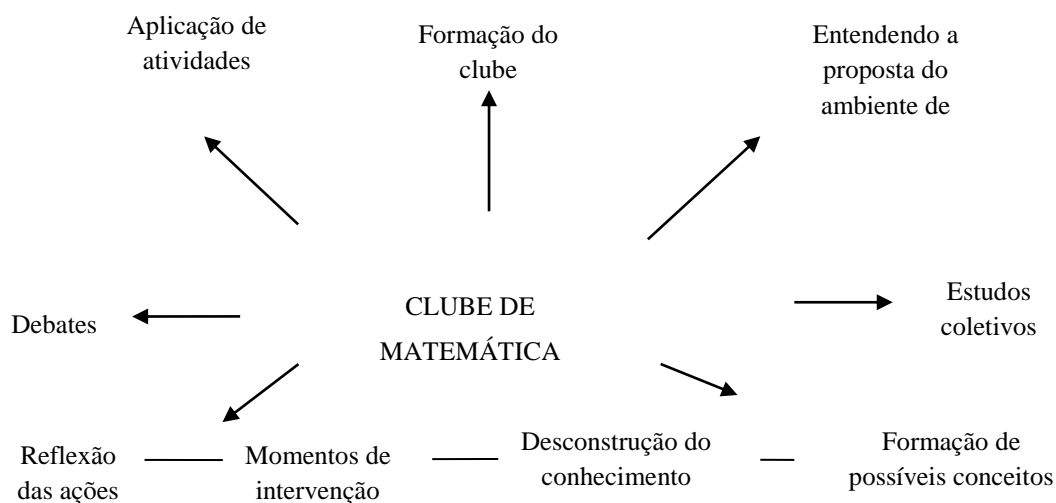 Aplicação de
atividades
Formação do
clube
Entendendo a
proposta do
ambiente de
Debates
CLUBE DE
MATEMÁTICA
Estudos
coletivos
Reflexão
das ações
Momentos de
intervenção
Desconstrução do
conhecimento
Formação de
possíveis conceitos